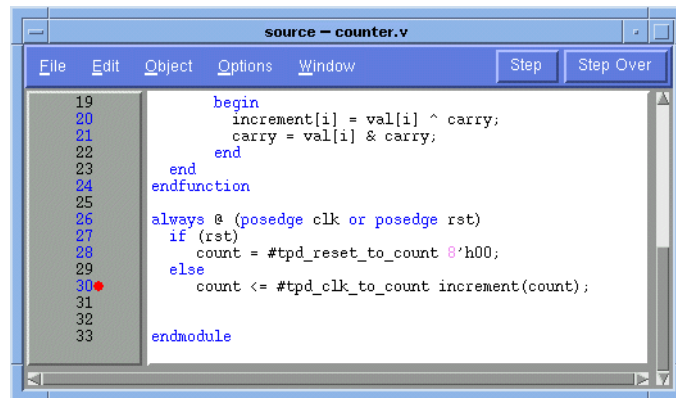 source – counter.v
File Edit Object Options Window Step Step Over
19 begin
20 increment[i] = val[i] ^ carry;
21 carry = val[i] & carry;
22 end
23 end
24 endfunction
25
26 always @ (posedge clk or posedge rst)
27 if (rst)
28 count = #tpd_reset_to_count 8'h00;
29 else
30 count <= #tpd_clk_to_count increment(count);
31
32
33 endmodule